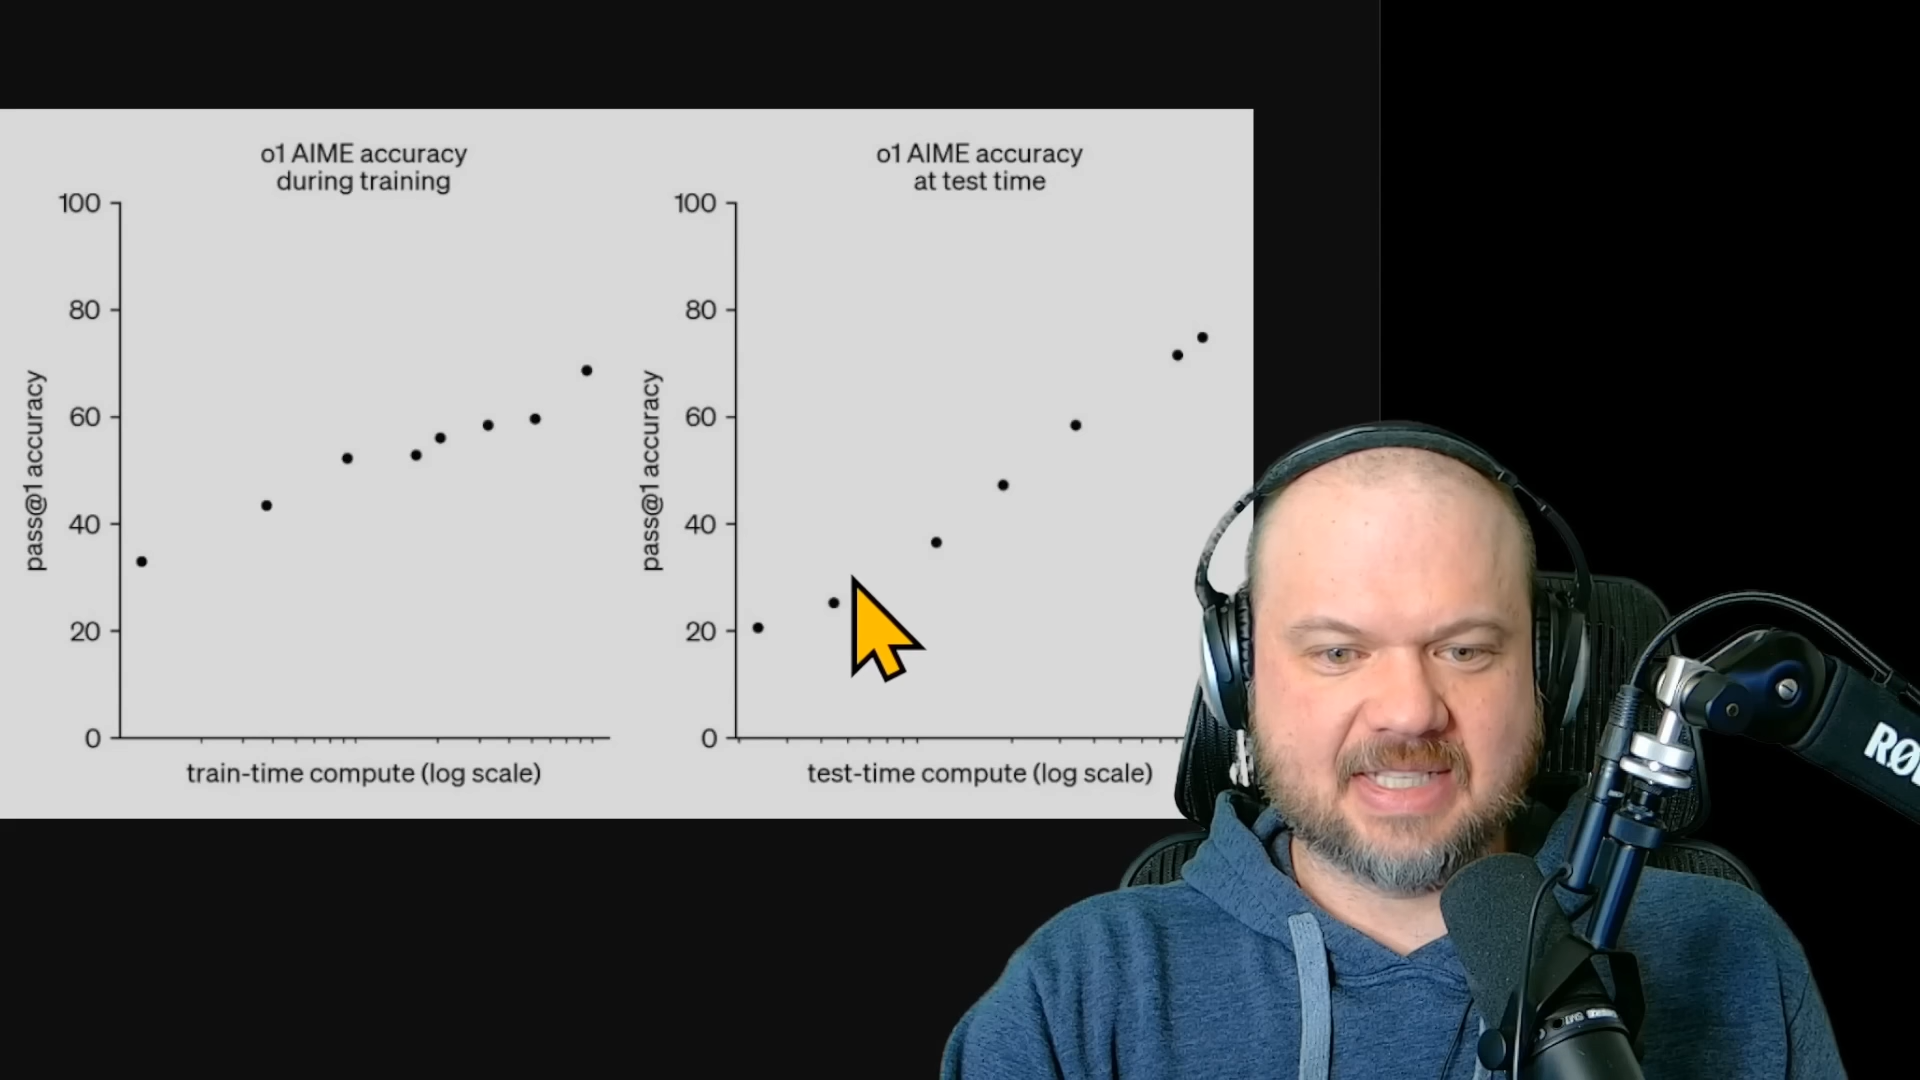 o1 AIME accuracy
during training
100
80
60
40
20
0
pass@1 accuracy
train-time compute (log scale)
o1 AIME accuracy
at test time
100
80
60
40
20
0
pass@1 accuracy
test-time compute (log scale)